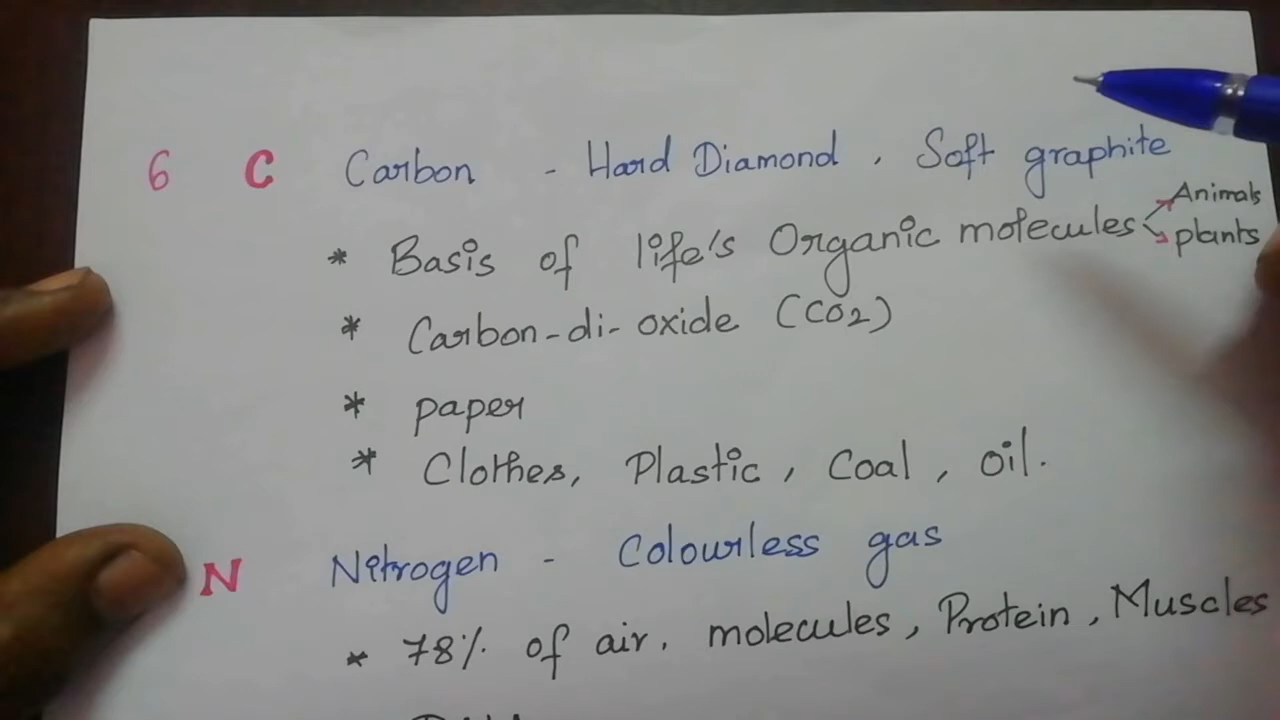 6 C Carbon - Hard Diamond, Soft graphite
* Basis of life's Organic molecules Animals plants
* Carbon-di-oxide (CO2)
* paper
* Clothes, Plastic, Coal, oil.
N Nitrogen - Colourless gas
* 78% of air. molecules, Protein, Muscles